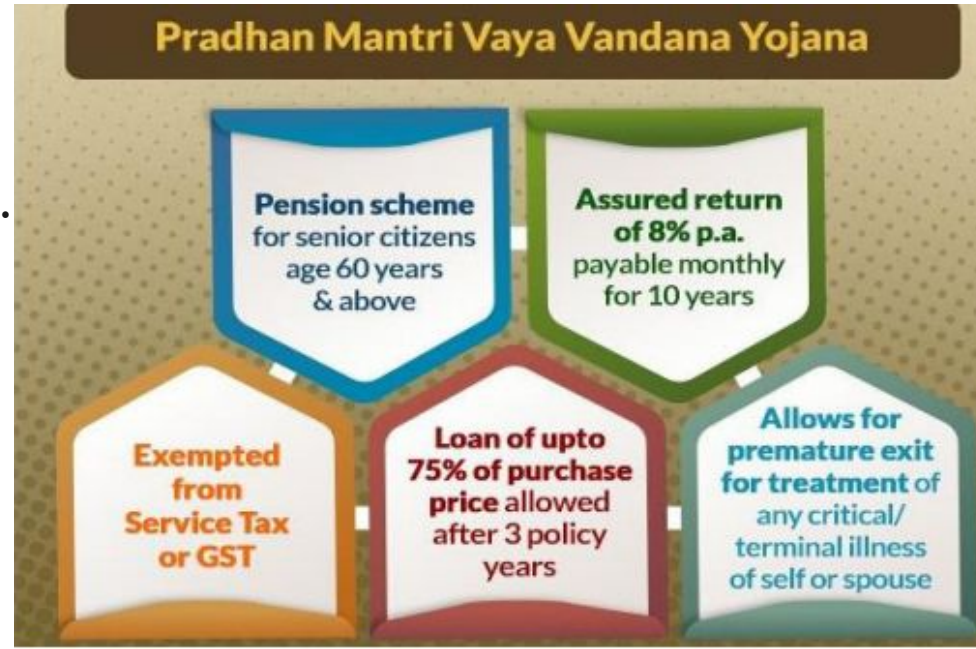 Pradhan Mantri Vaya Vandana Yojana
Pension scheme
for senior citizens
age 60 years
& above
Assured return
of 8% p.a.
payable monthly
for 10 years
Exempted
from
Service Tax
or GST
Loan of upto
75% of purchase
price allowed
after 3 policy
years
Allows for
premature exit
for treatment of
any critical/
terminal illness
of self or spouse